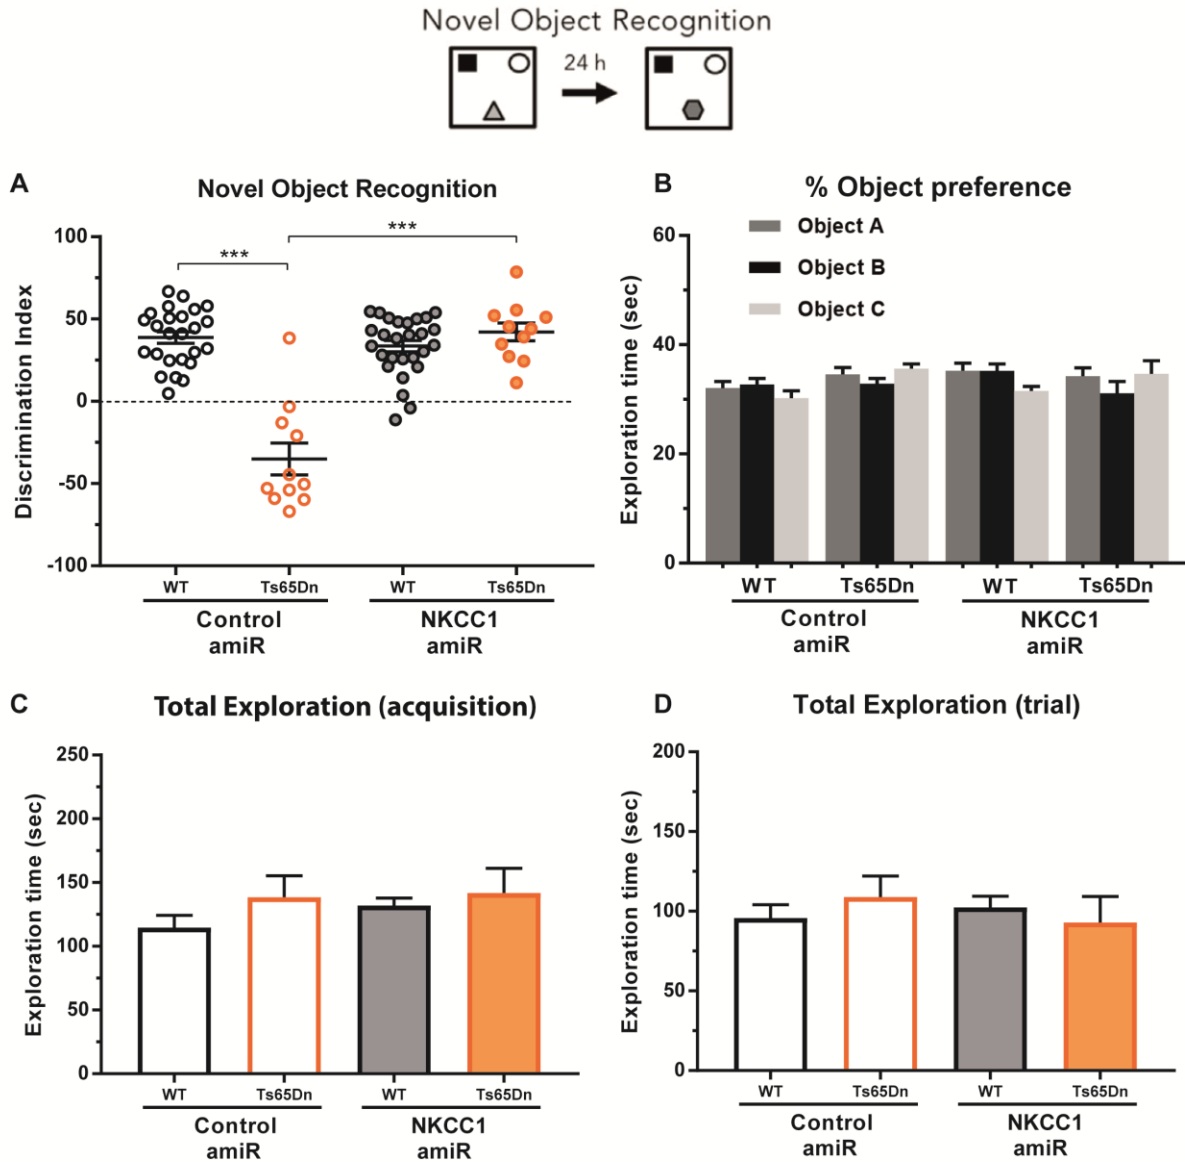 Novel Object Recognition
24 h
A
Novel Object Recognition
***
***
Discrimination Index
100
50
0
-50
-100
WT
Ts65Dn
WT
Ts65Dn
Control
amiR
NKCC1
amiR
B
% Object preference
Object A
Object B
Object C
Exploration time (sec)
60
40
20
0
WT
Ts65Dn
WT
Ts65Dn
Control
amiR
NKCC1
amiR
C
Total Exploration (acquisition)
Exploration time (sec)
250
200
150
100
50
0
WT
Ts65Dn
WT
Ts65Dn
Control
amiR
NKCC1
amiR
D
Total Exploration (trial)
Exploration time (sec)
200
150
100
50
0
WT
Ts65Dn
WT
Ts65Dn
Control
amiR
NKCC1
amiR